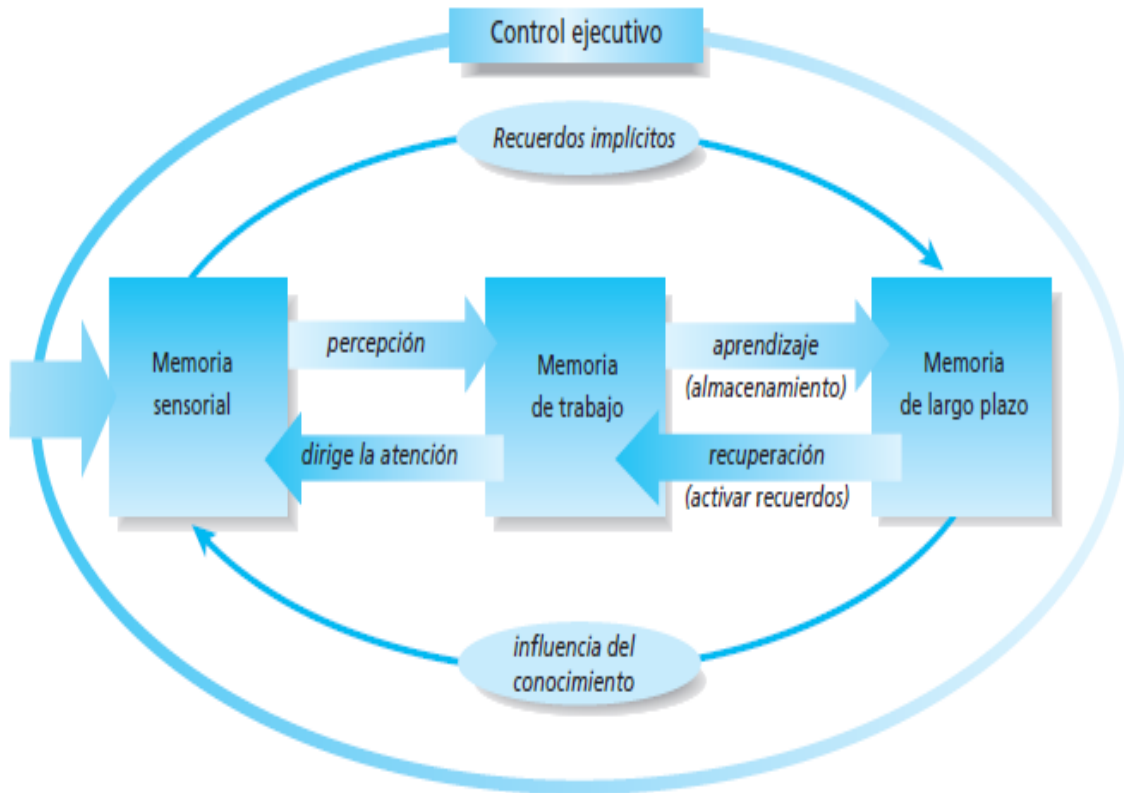 Control ejecutivo
Recuerdos implícitos
Memoria
sensorial
percepción
dirige la atención
Memoria
de trabajo
aprendizaje
(almacenamiento)
recuperación
(activar recuerdos)
Memoria
de largo plazo
influencia del
conocimiento